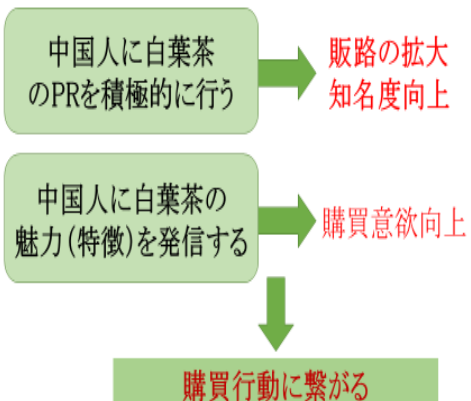 中国人に白葉茶
のPRを積極的に行う
販路の拡大
知名度向上
中国人に白葉茶の
魅力(特徴)を発信する
購買意欲向上
購買行動に繋がる